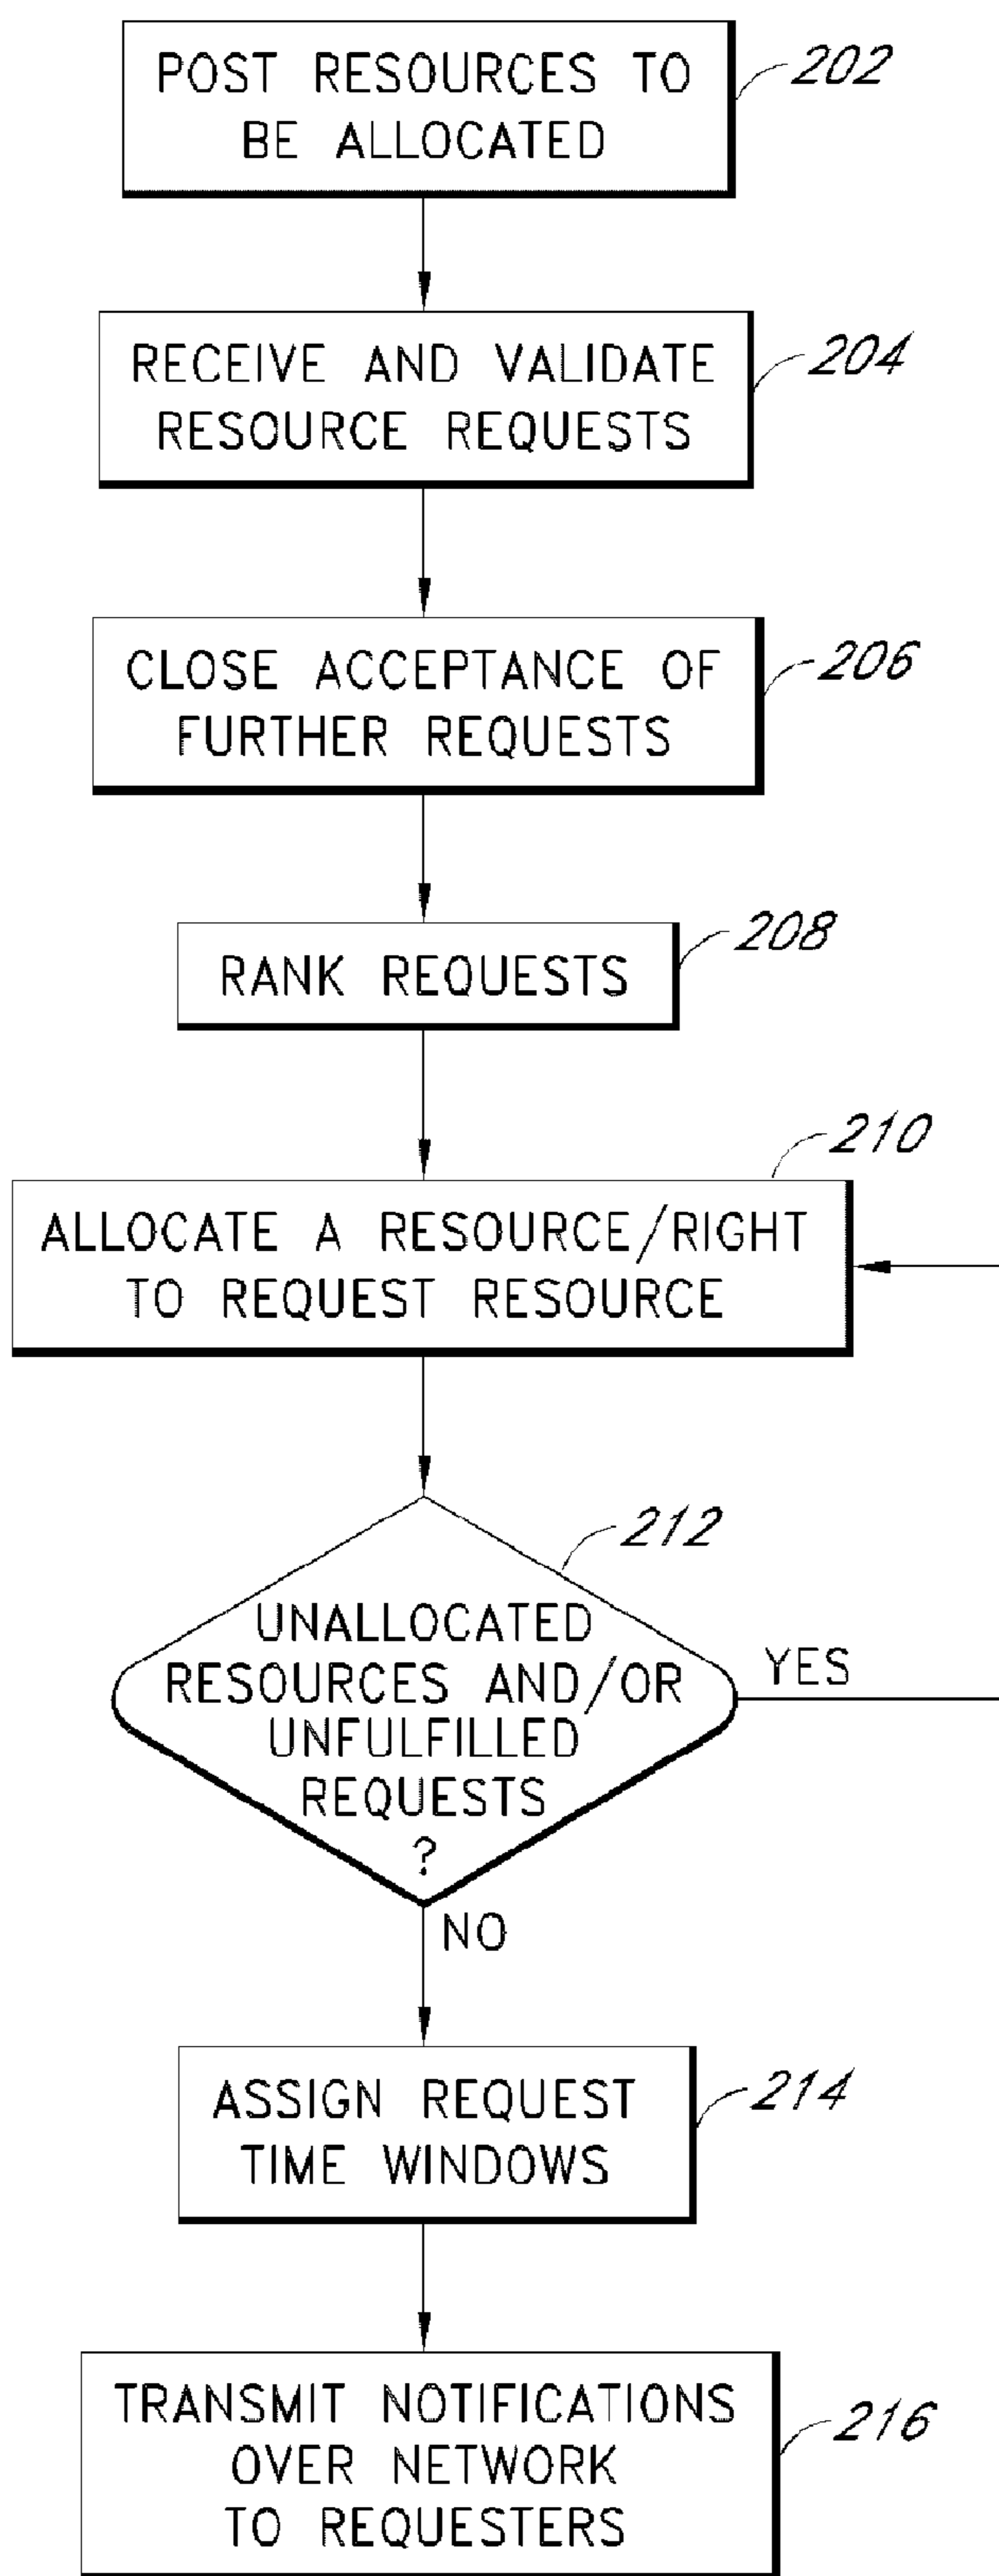 POST RESOURCES TO
BE ALLOCATED
202
RECEIVE AND VALIDATE
RESOURCE REQUESTS
204
CLOSE ACCEPTANCE OF
FURTHER REQUESTS
206
RANK REQUESTS
208
210
ALLOCATE A RESOURCE/RIGHT
TO REQUEST RESOURCE
212
UNALLOCATED
RESOURCES AND/OR
UNFULFILLED
REQUESTS
?
YES
NO
ASSIGN REQUEST
TIME WINDOWS
214
TRANSMIT NOTIFICATIONS
OVER NETWORK
TO REQUESTERS
216